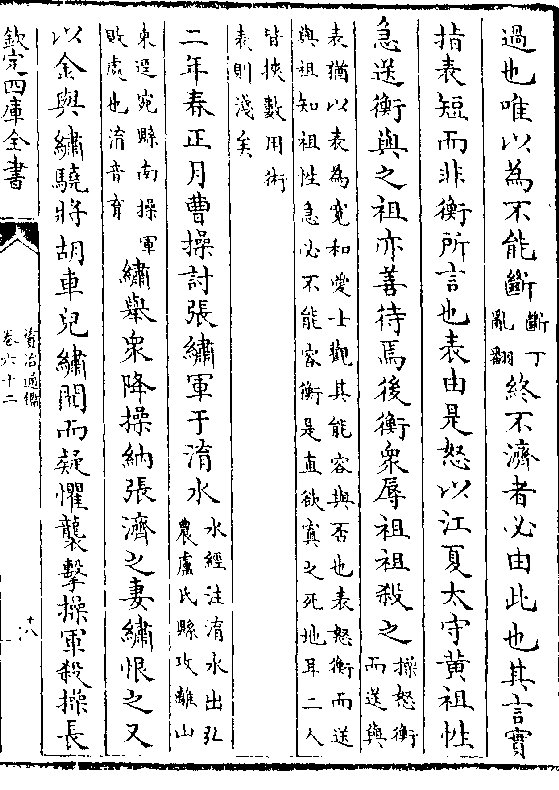 過也唯以為不能斷斷丁亂翻終不濟者必由此也其言實
指表短而非衡所言也表由是怒以江夏太守黄祖性
急送衡與之祖亦善待焉後衡衆辱祖祖殺之操怒衡而送與
表猶以表為寛和愛士觀其能容與否也表怒衡而送
與祖知祖性急必不能容衡是直欲寘之死地耳二人
皆挾數用術
表則淺矣
二年春正月曹操討張繡軍于淯水水經注淯水出弘農盧氏縣攻離山
東逕宛縣南操軍敗處也淯音育繡舉衆降操納張濟之妻繡恨之又
以金與繡驍將胡車兒繡聞而疑懼襲擊操軍殺操長
欽定四庫全書
資治通鑑
卷六十二
十八